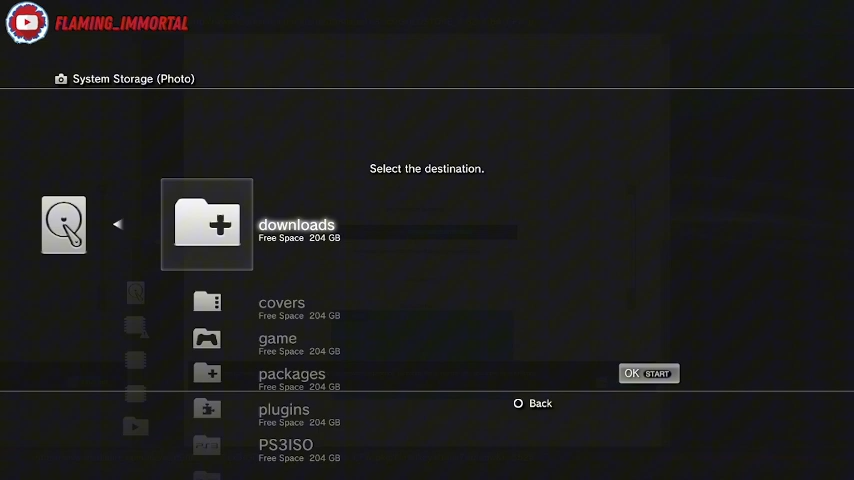 FLAMING_IMMORTAL
System Storage (Photo)
Select the destination.
downloads
Free Space 204 GB
covers
Free Space 204 GB
game
Free Space 204 GB
packages
Free Space 204 GB
OK START
Back
plugins
Free Space 204 GB
PS3ISO
Free Space 204 GB